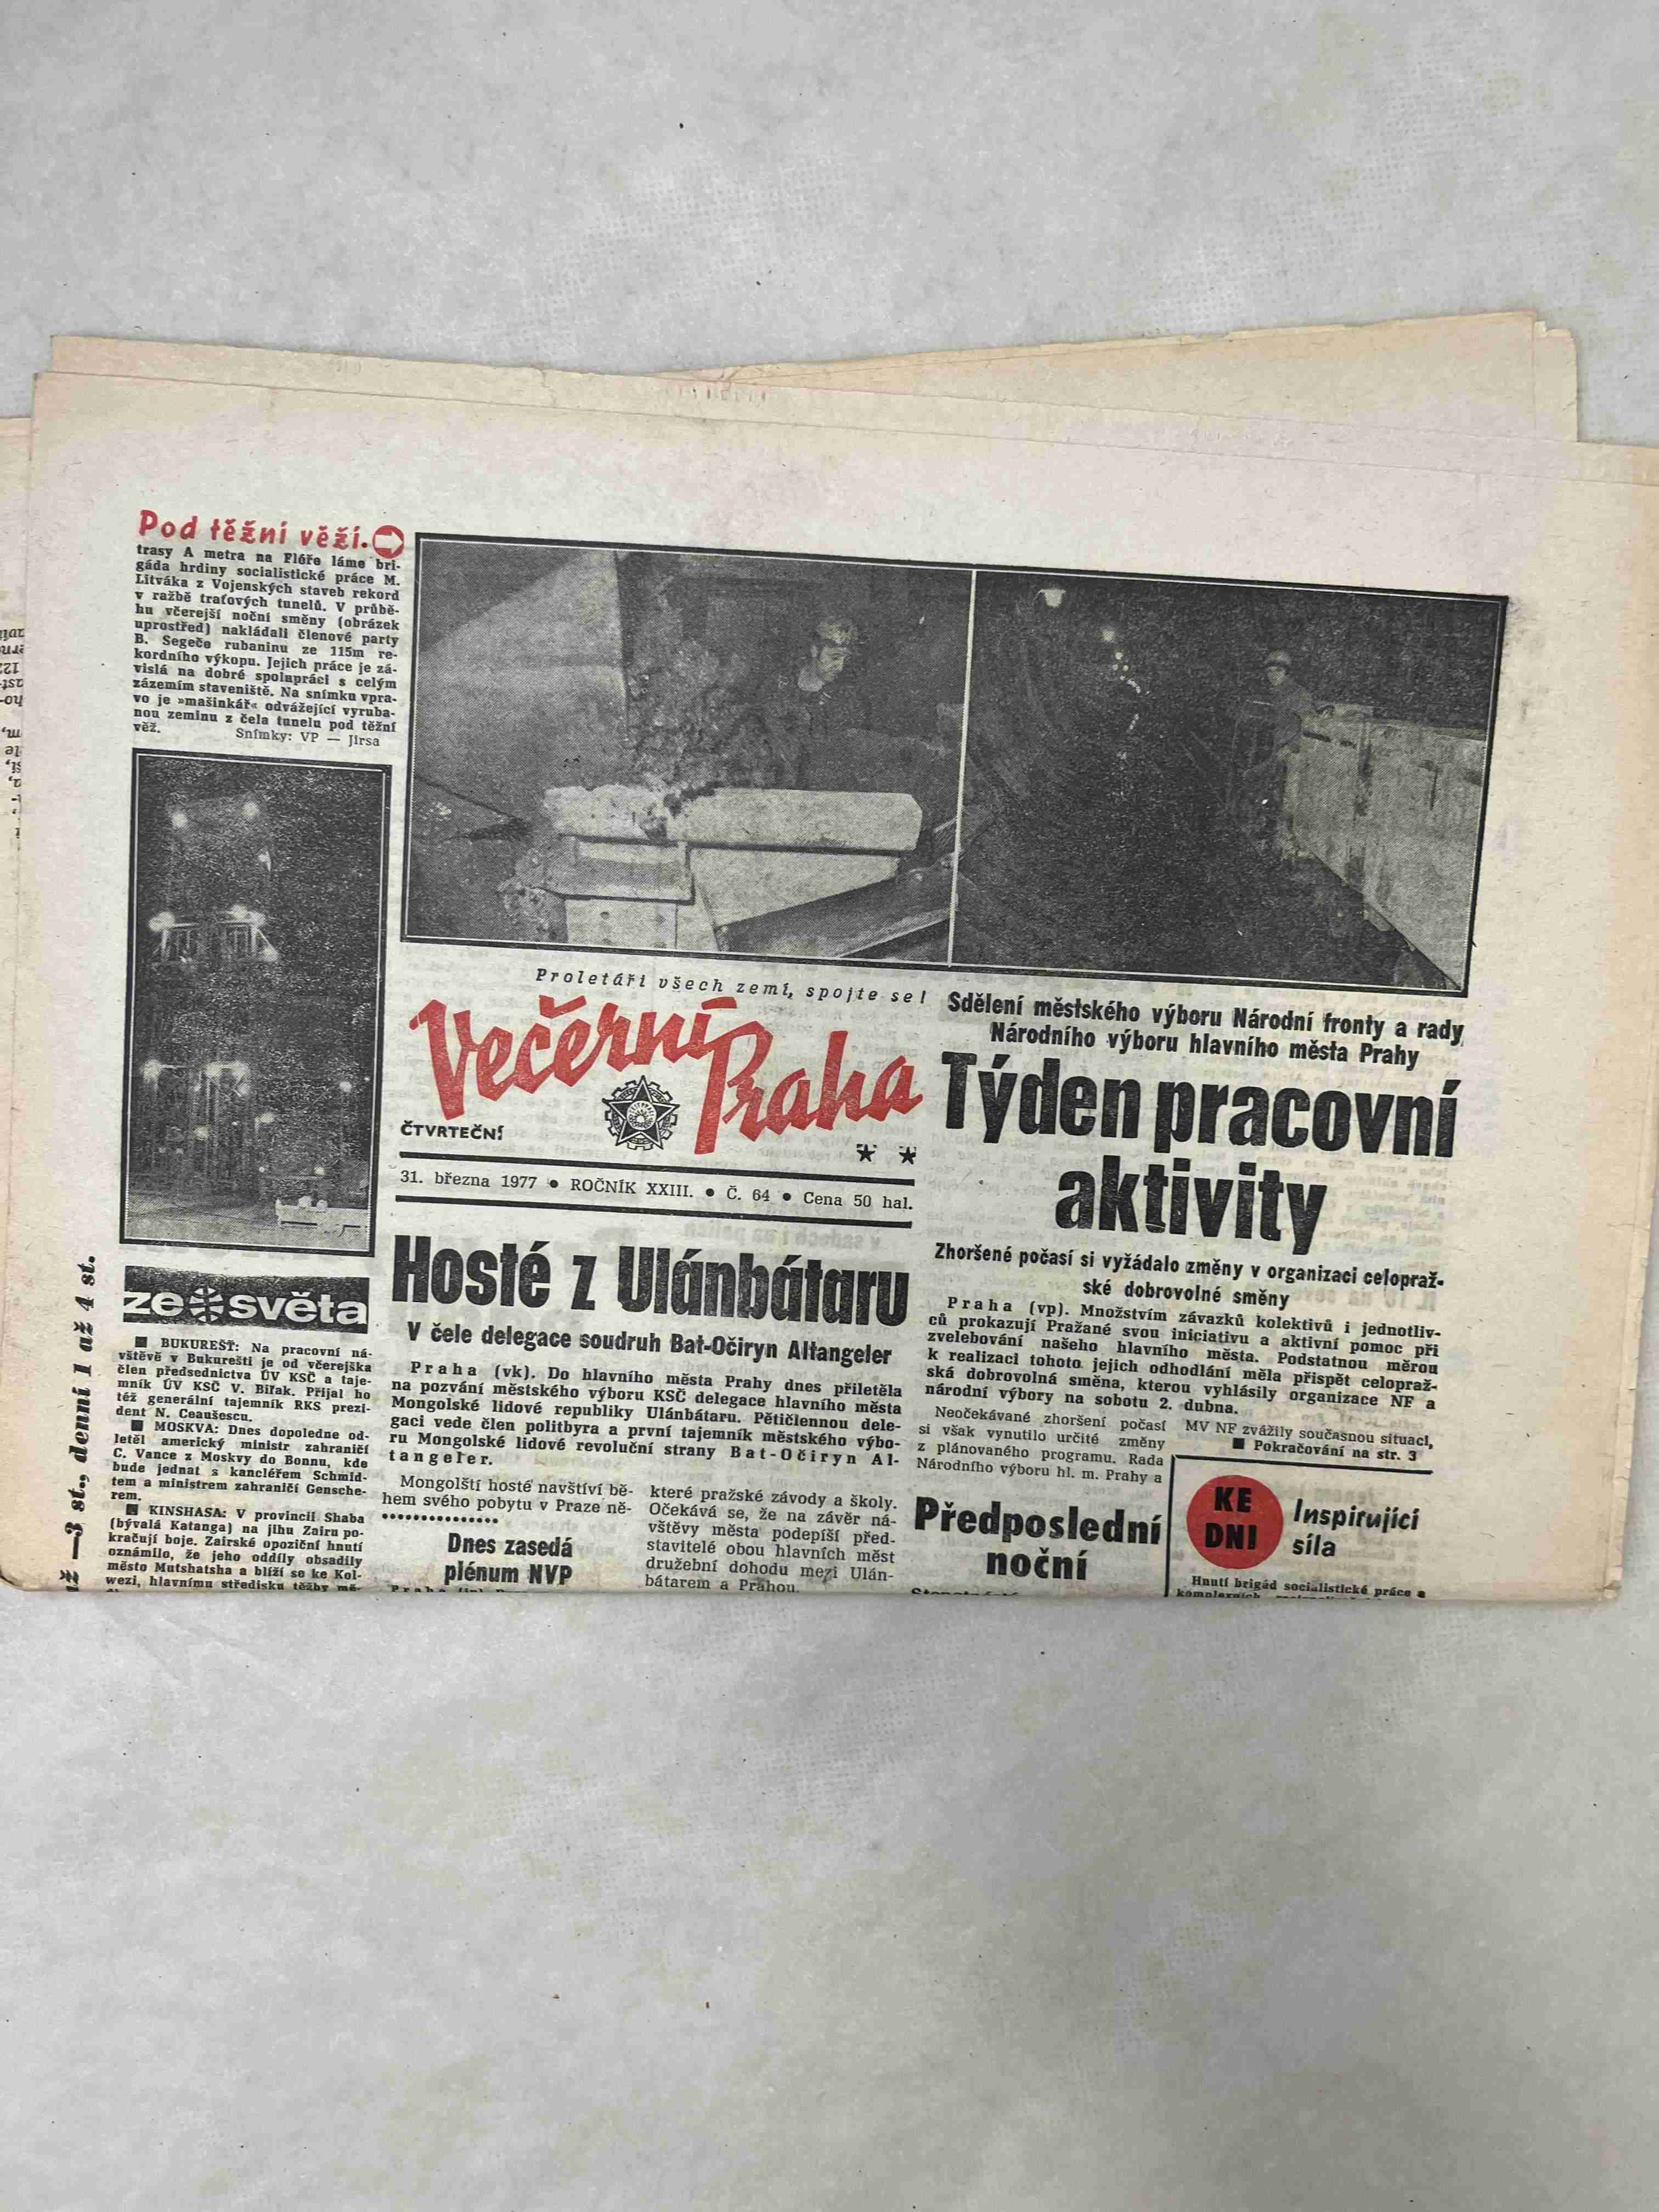 Pod těžní věží.
trasy A metra na Flóře láme bri-
gáda hrdiny socialistické práce M.
Litváka z Vojenských staveb rekord
v ražbě traťových tunelů. V průbě-
hu včerejší noční směny (obrázek
uprostřed) nakládali členové party
B. Segeče rubaninu ze 115m re-
kordního výkopu. Jejich práce je zá-
vislá na dobré spolupráci s celým
zázemím staveniště. Na snímku vpra-
vo je »mašinkář« odvážející vyruba-
nou zeminu z čela tunelu pod těžní
věž. Snímky: VP — Jirsa
Proletáři všech zemí, spojte se!
Večerní
Praha
ČTVRTEČNÍ
31. března 1977 • ROČNÍK XXIII. • Č. 64 • Cena 50 hal.
Hosté z Ulánbátaru
V čele delegace soudruh Bat-Očiryn Altangeler
Praha (vk). Do hlavního města Prahy dnes přiletěla
na pozvání městského výboru KSČ delegace hlavního města
Mongolské lidové republiky Ulánbátaru. Pětičlennou dele-
gaci vede člen politbyra a první tajemník městského výbo-
ru Mongolské lidové revoluční strany Bat-Očiryn Al-
tangeler.
Mongolští hosté navštíví bě-
hem svého pobytu v Praze ně-
které pražské závody a školy.
Očekává se, že na závěr ná-
vštěvy města podepíší před-
stavitelé obou hlavních měst
družební dohodu mezi Ulán-
bátarem a Prahou.
Dnes zasedá
plénum NVP
Sdělení městského výboru Národní fronty a rady
Národního výboru hlavního města Prahy
Týden pracovní
aktivity
Zhoršené počasí si vyžádalo změny v organizaci celopraž-
ské dobrovolné směny
Praha (vp). Množstvím závazků kolektivů i jednotliv-
ců prokazují Pražané svou iniciativu a aktivní pomoc při
zvelebování našeho hlavního města. Podstatnou měrou
k realizaci tohoto jejich odhodlání měla přispět celopraž-
ská dobrovolná směna, kterou vyhlásily organizace NF a
národní výbory na sobotu 2. dubna.
Neočekávané zhoršení počasí
si však vynutilo určité změny
z plánovaného programu. Rada
Národního výboru hl. m. Prahy a
MV NF zvážily současnou situaci,
■ Pokračování na str. 3
Předposlední
noční
KE
DNI
Inspirující
síla
Hnutí brigád socialistické práce a
ze světa
■ BUKUREŠŤ: Na pracovní ná-
vštěvě v Bukurešti je od včerejška
člen předsednictva ÚV KSČ a taje-
mník ÚV KSČ V. Biľak. Přijal ho
též generální tajemník RKS prezi-
dent N. Ceaušescu.
■ MOSKVA: Dnes dopoledne od-
letěl americký ministr zahraničí
C. Vance z Moskvy do Bonnu, kde
bude jednat s kancléřem Schmid-
tem a ministrem zahraničí Gensche-
rem.
■ KINSHASA: V provincii Shaba
(bývalá Katanga) na jihu Zairu po-
kračují boje. Zairské opoziční hnutí
oznámilo, že jeho oddíly obsadily
město Mutshatsha a blíží se ke Kol-
wezi, hlavnímu středisku těžby mě-
až —3 st., denní 1 až 4 st.